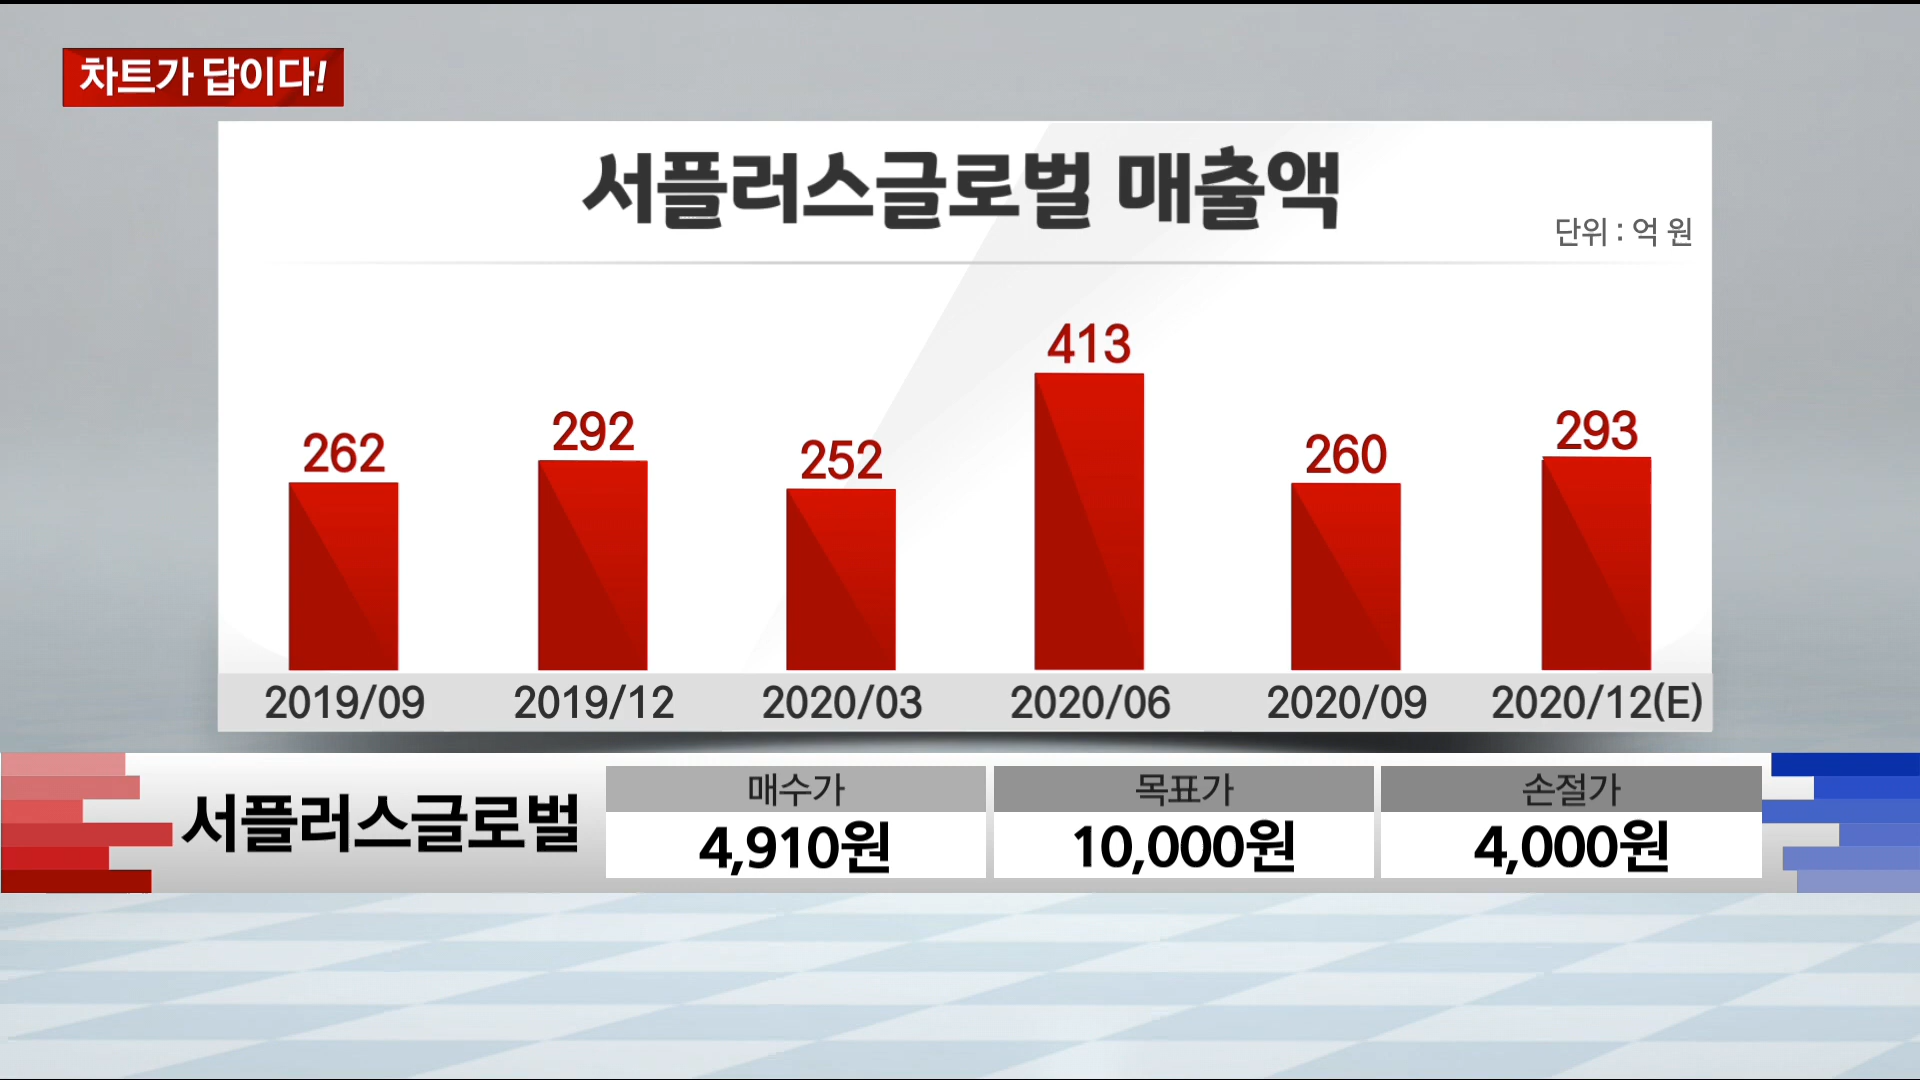 차트가 답이다!
서플러스글로벌 매출액
단위 : 억 원
262 292 252 413 260 293
2019/09 2019/12 2020/03 2020/06 2020/09 2020/12(E)
서플러스글로벌
매수가 목표가 손절가
4,910원 10,000원 4,000원